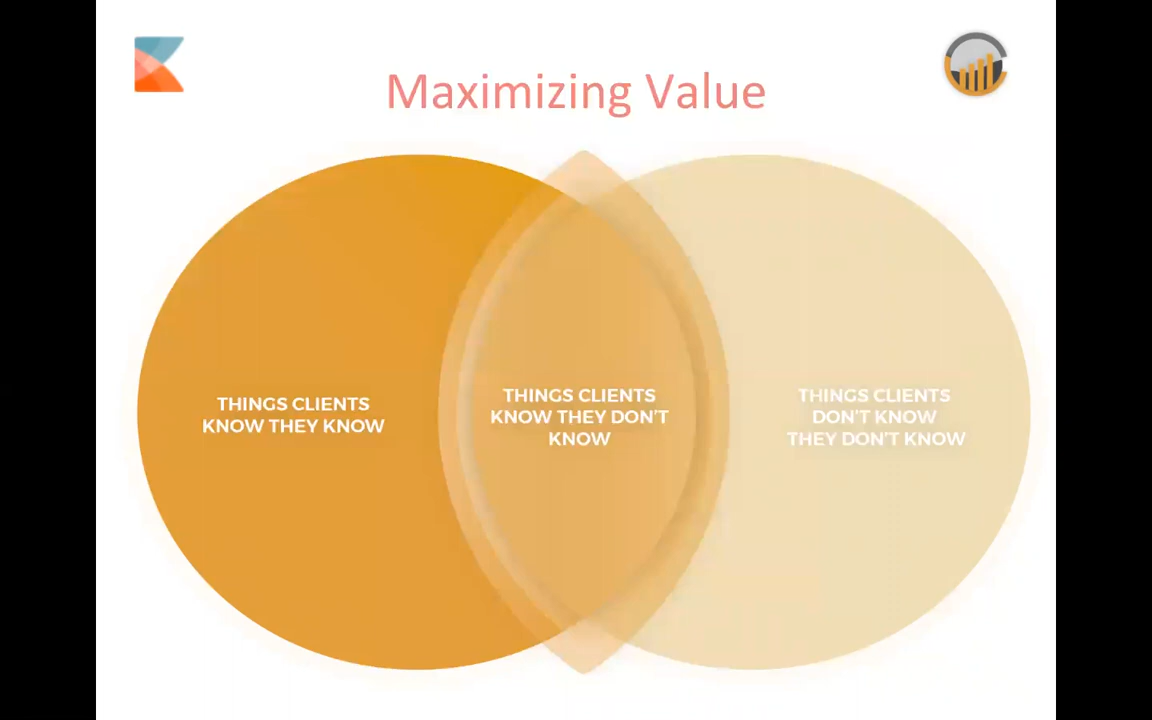 Maximizing Value
THINGS CLIENTS
KNOW THEY KNOW
THINGS CLIENTS
KNOW THEY DON'T
KNOW
THINGS CLIENTS
DON'T KNOW
THEY DON'T KNOW